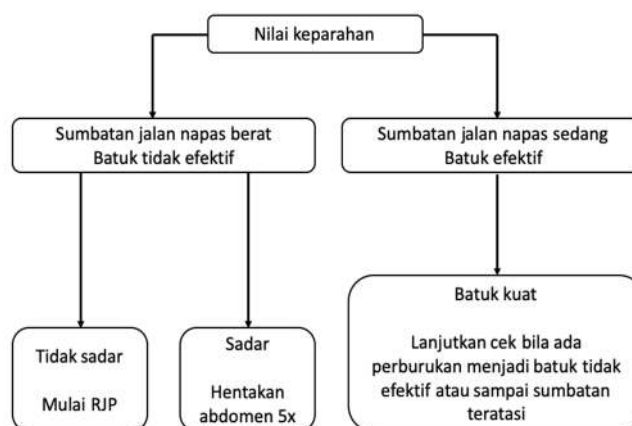 Nilai keparahan
Sumbatan jalan napas berat
Batuk tidak efektif
Sumbatan jalan napas sedang
Batuk efektif
Tidak sadar
Mulai RJP
Sadar
Hentakan
abdomen 5x
Batuk kuat
Lanjutkan cek bila ada
perburukan menjadi batuk tidak
efektif atau sampai sumbatan
teratasi